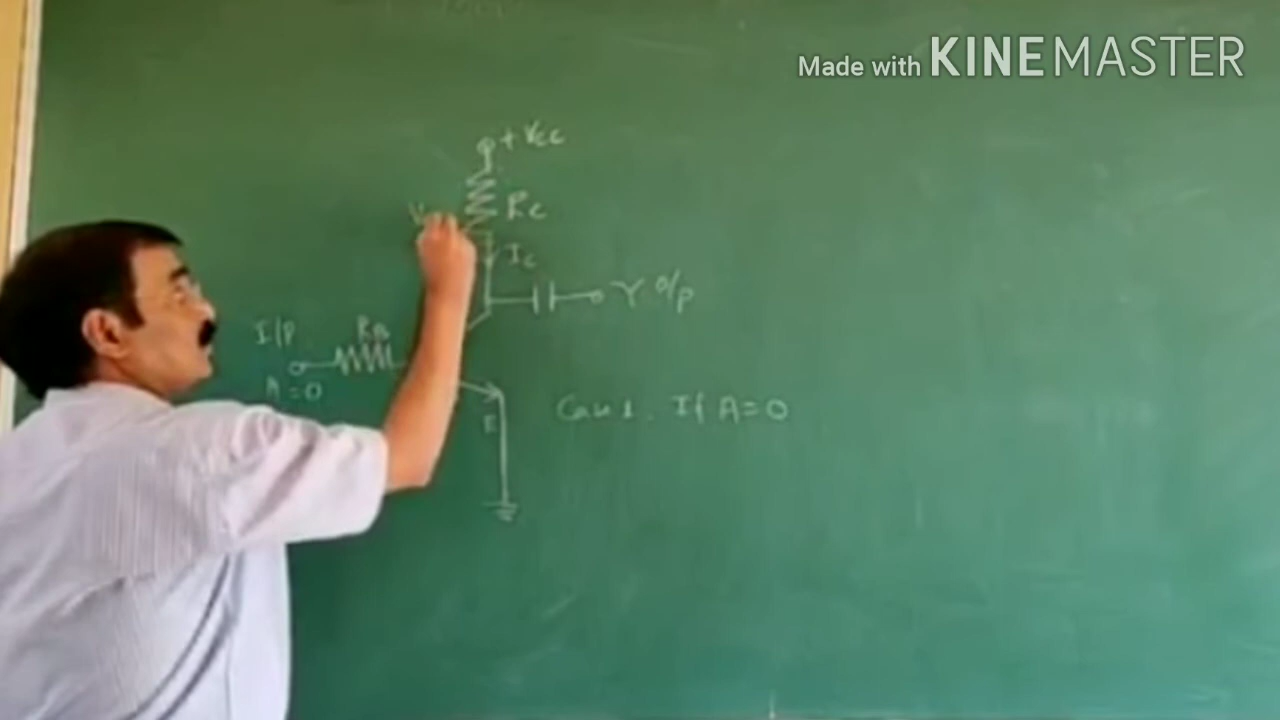 Made with KINEMASTER
+ Vcc
Rc
Ic
Y O/p
I/P
RB
A = 0
E
Case 1. If A = 0